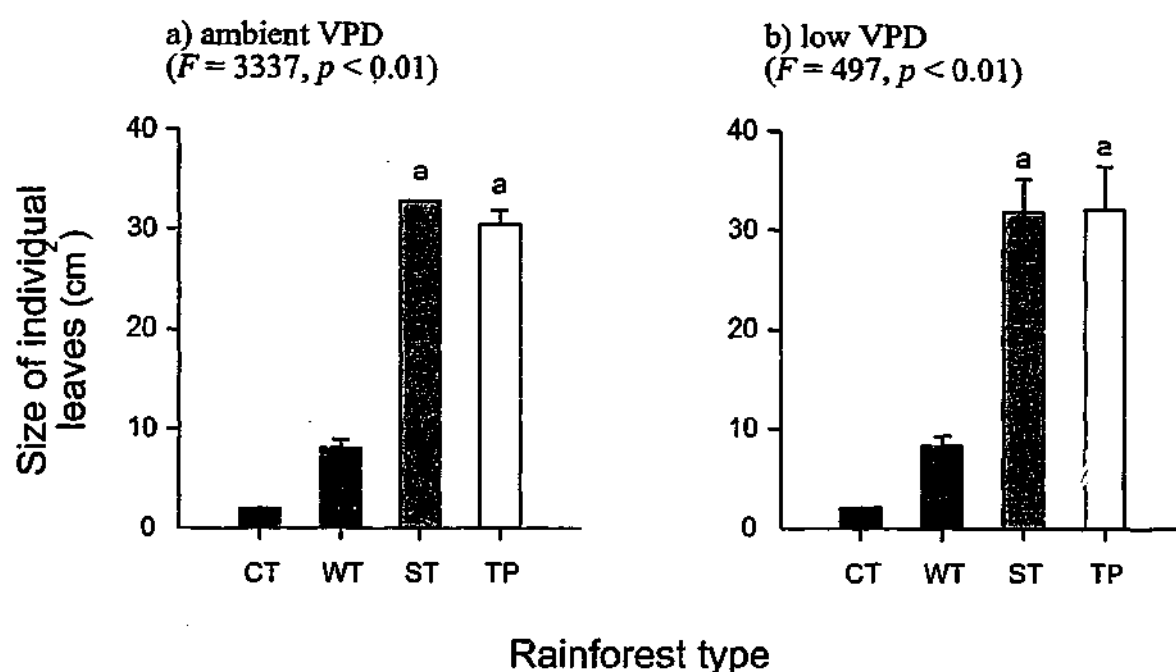 a) ambient VPD
(F = 3337, p < 0.01)
b) low VPD
(F = 497, p < 0.01)
Size of individual
leaves (cm²)
40
30
20
10
0
a
a
CT WT ST TP
40
30
20
10
0
a
a
CT WT ST TP
Rainforest type